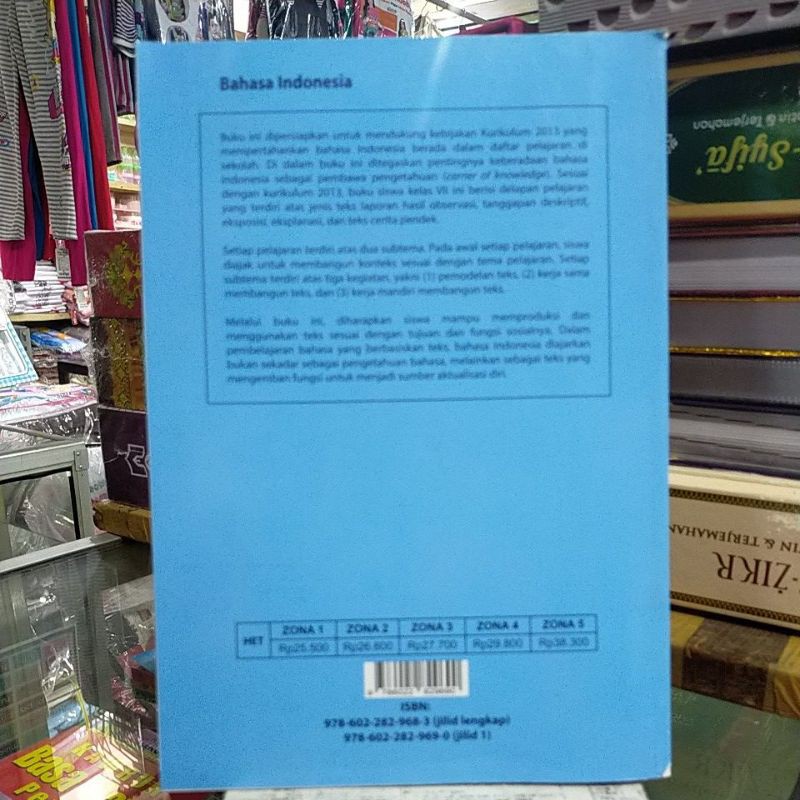 Bahasa Indonesia
Buku ini dipersiapkan untuk mendukung kebijakan Kurikulum 2013 yang
mempertahankan bahasa Indonesia berada dalam daftar pelajaran di
sekolah. Di dalam buku ini ditegaskan pentingnya keberadaan bahasa
Indonesia sebagai pembawa pengetahuan (corner of knowledge). Sesuai
dengan kurikulum 2013, buku siswa kelas VII ini berisi delapan pelajaran
yang terdiri atas jenis teks laporan hasil observasi, tanggapan deskriptif,
eksposisi, eksplanasi, dan teks cerita pendek.
Setiap pelajaran terdiri atas dua subtema. Pada awal setiap pelajaran, siswa
diajak untuk membangun konteks sesuai dengan tema pelajaran. Setiap
subtema terdiri atas tiga kegiatan, yakni (1) pemodelan teks, (2) kerja sama
membangun teks, dan (3) kerja mandiri membangun teks.
Melalui buku ini, diharapkan siswa mampu memproduksi dan
menggunakan teks sesuai dengan tujuan dan fungsi sosialnya. Dalam
pembelajaran bahasa yang berbasiskan teks, bahasa Indonesia diajarkan
bukan sekadar sebagai pengetahuan bahasa, melainkan sebagai teks yang
mengemban fungsi untuk menjadi sumber aktualisasi diri.
HET ZONA 1 ZONA 2 ZONA 3 ZONA 4 ZONA 5
Rp25.500 Rp26.600 Rp27.700 Rp29.800 Rp38.300
ISBN:
978-602-282-968-3 (jilid lengkap)
978-602-282-969-0 (jilid 1)
tin & Terjemahan
-Syifa'
TIN & TERJEMAHAN
-ŻIKR